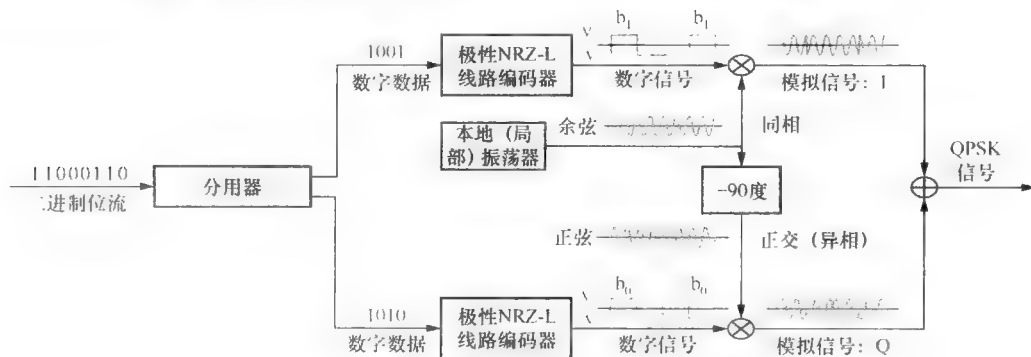 1001
数字数据
极性NRZ-L
线路编码器
V
b₁
b₁
数字信号
模拟信号：I
本地（局
部）振荡器
余弦
同相
11000110
二进制位流
分用器
-90度
QPSK
信号
正弦
正交（异相）
1010
数字数据
极性NRZ-L
线路编码器
b₀
b₀
数字信号
模拟信号：Q